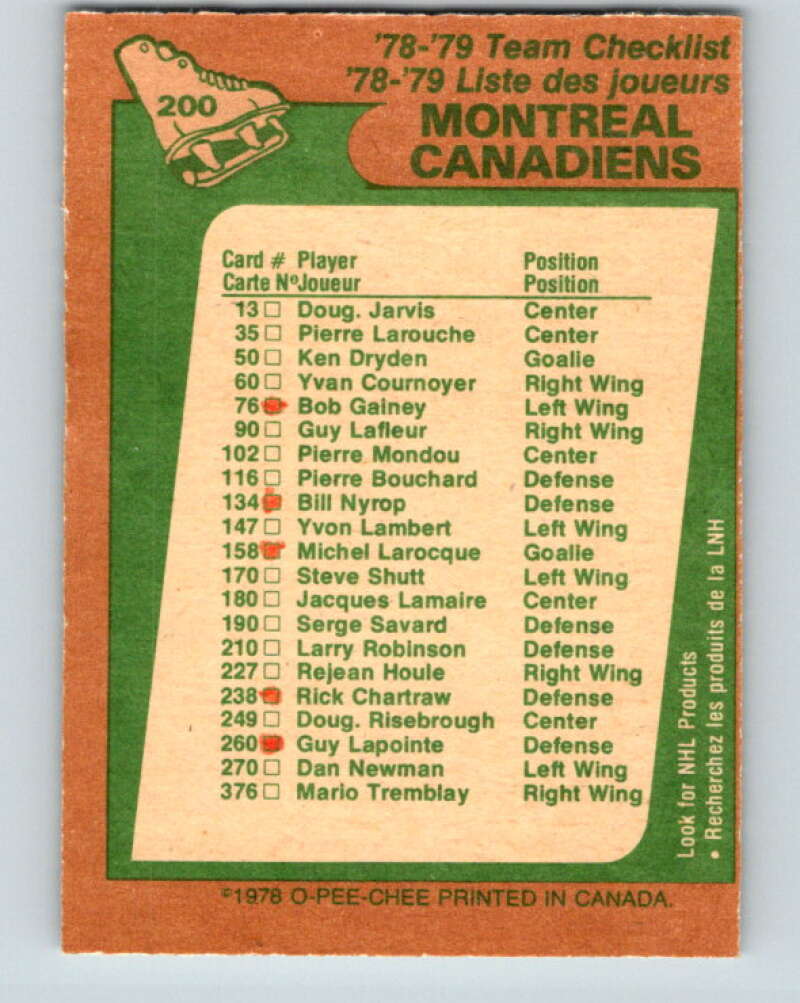 200
'78-'79 Team Checklist
'78-'79 Liste des joueurs
MONTREAL
CANADIENS
Card # Player Position
Carte NºJoueur Position
13 □ Doug. Jarvis Center
35 □ Pierre Larouche Center
50 □ Ken Dryden Goalie
60 □ Yvan Cournoyer Right Wing
76 □ Bob Gainey Left Wing
90 □ Guy Lafleur Right Wing
102 □ Pierre Mondou Center
116 □ Pierre Bouchard Defense
134 □ Bill Nyrop Defense
147 □ Yvon Lambert Left Wing
158 □ Michel Larocque Goalie
170 □ Steve Shutt Left Wing
180 □ Jacques Lamaire Center
190 □ Serge Savard Defense
210 □ Larry Robinson Defense
227 □ Rejean Houle Right Wing
238 □ Rick Chartraw Defense
249 □ Doug. Risebrough Center
260 □ Guy Lapointe Defense
270 □ Dan Newman Left Wing
376 □ Mario Tremblay Right Wing
Look for NHL Products
• Recherchez les produits de la LNH
©1978 O-PEE-CHEE PRINTED IN CANADA.